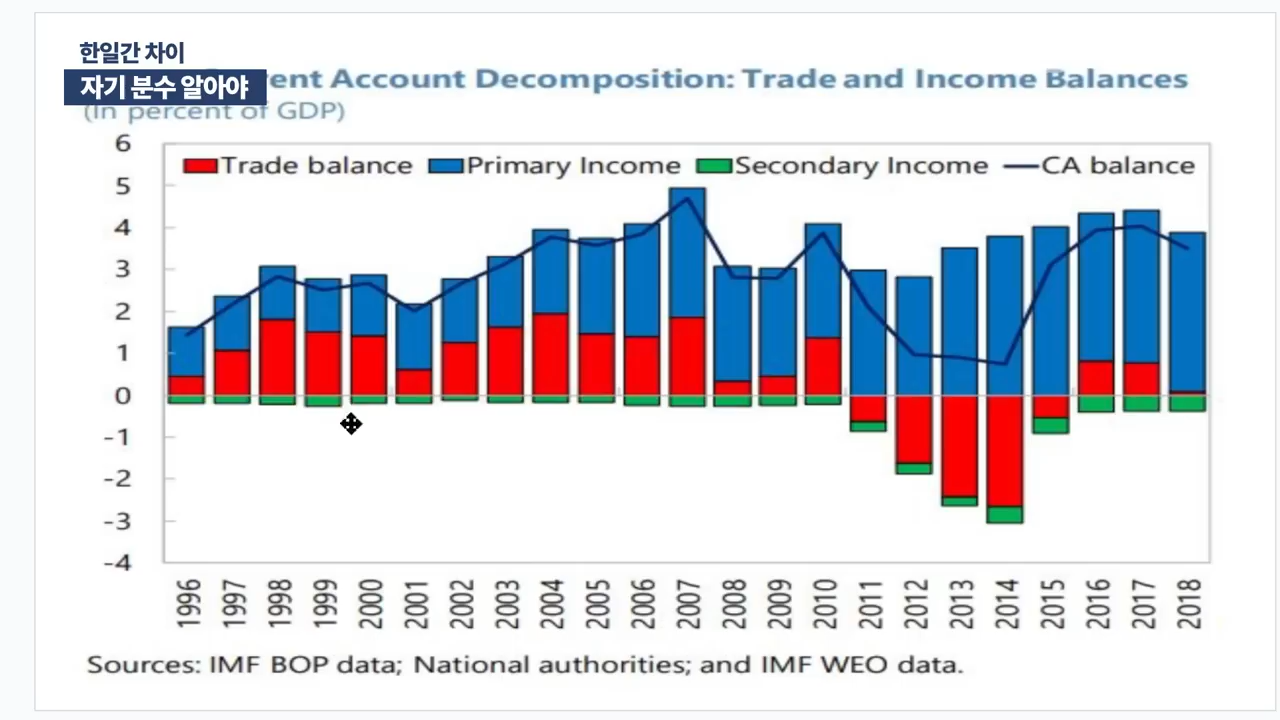 한일간 차이
자기 분수 알아야
Account Decomposition: Trade and Income Balances
(In percent of GDP)
Trade balance Primary Income Secondary Income CA balance
6
5
4
3
2
1
0
-1
-2
-3
-4
1996 1997 1998 1999 2000 2001 2002 2003 2004 2005 2006 2007 2008 2009 2010 2011 2012 2013 2014 2015 2016 2017 2018
Sources: IMF BOP data; National authorities; and IMF WEO data.